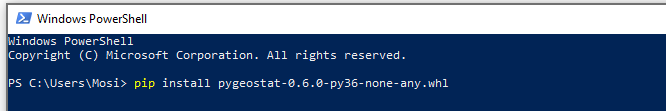 Windows PowerShell
Windows PowerShell
Copyright (C) Microsoft Corporation. All rights reserved.
PS C:\Users\Mosi> pip install pygeostat-0.6.0-py36-none-any.whl